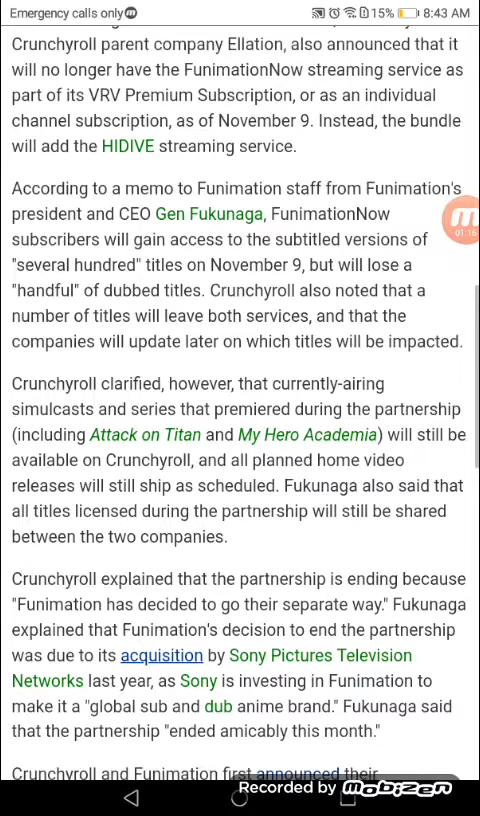 Emergency calls only
15% 8:43 AM
Crunchyroll parent company Ellation, also announced that it
will no longer have the FunimationNow streaming service as
part of its VRV Premium Subscription, or as an individual
channel subscription, as of November 9. Instead, the bundle
will add the HIDIVE streaming service.
According to a memo to Funimation staff from Funimation's
president and CEO Gen Fukunaga, FunimationNow
subscribers will gain access to the subtitled versions of
01:16
"several hundred" titles on November 9, but will lose a
"handful" of dubbed titles. Crunchyroll also noted that a
number of titles will leave both services, and that the
companies will update later on which titles will be impacted.
Crunchyroll clarified, however, that currently-airing
simulcasts and series that premiered during the partnership
(including Attack on Titan and My Hero Academia) will still be
available on Crunchyroll, and all planned home video
releases will still ship as scheduled. Fukunaga also said that
all titles licensed during the partnership will still be shared
between the two companies.
Crunchyroll explained that the partnership is ending because
"Funimation has decided to go their separate way." Fukunaga
explained that Funimation's decision to end the partnership
was due to its acquisition by Sony Pictures Television
Networks last year, as Sony is investing in Funimation to
make it a "global sub and dub anime brand." Fukunaga said
that the partnership "ended amicably this month."
Crunchyroll and Funimation first announced their
Recorded by mobizen